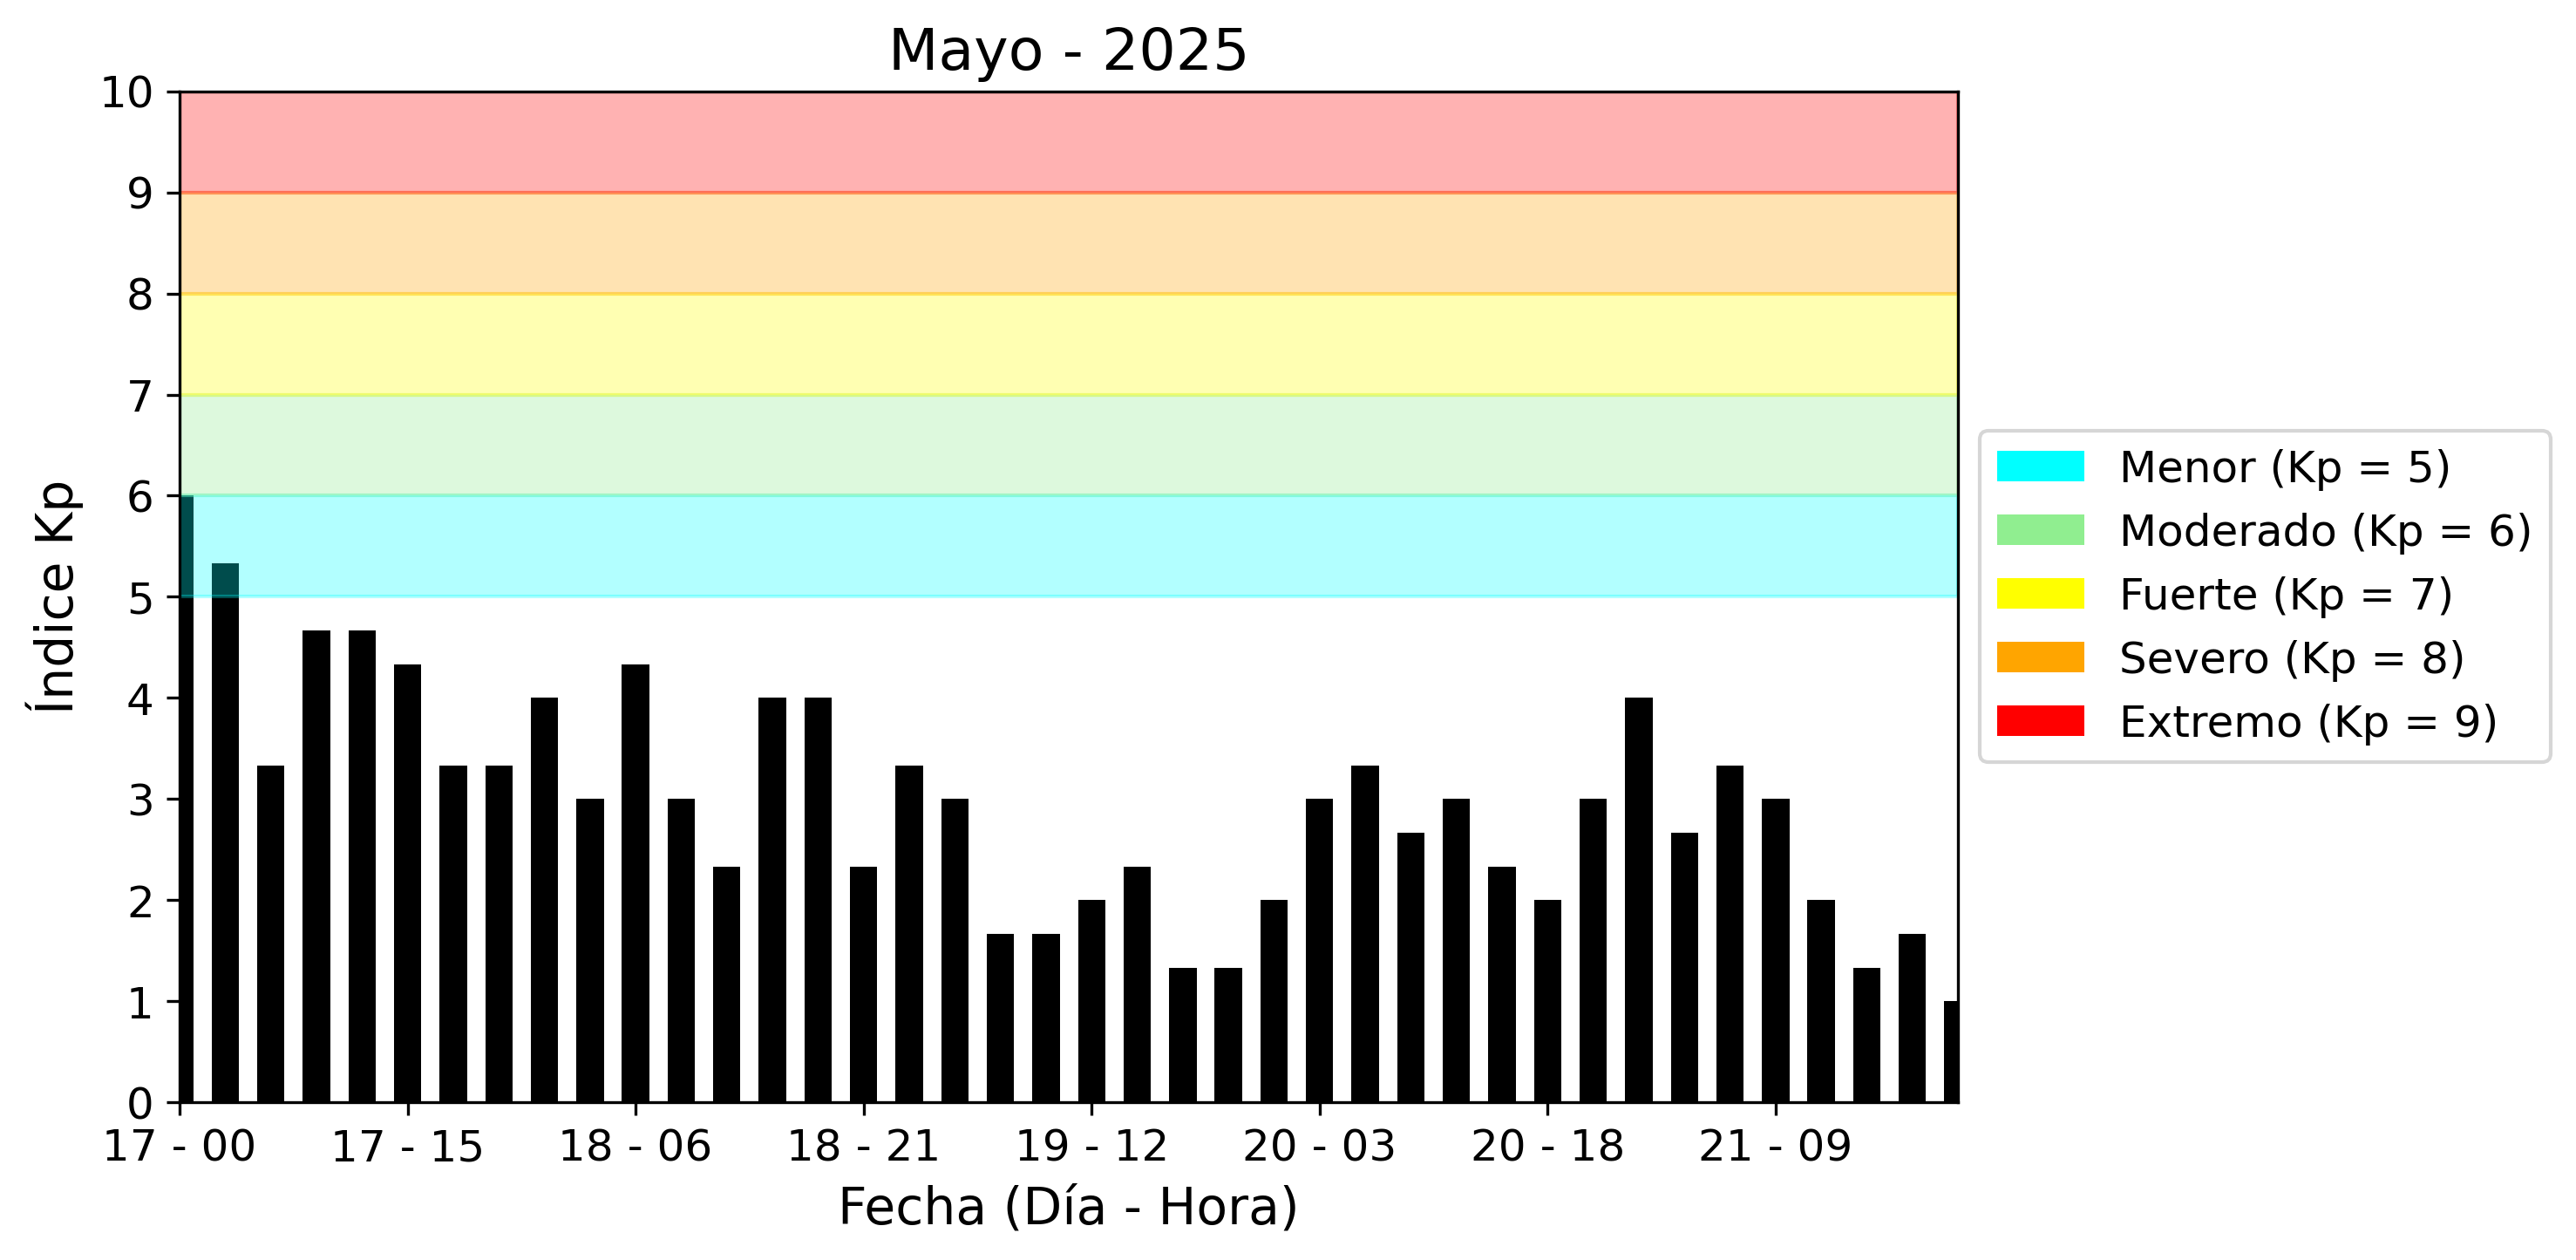 Mayo - 2025
10
9
8
7
6
5
4
3
2
1
0
Índice Kp
17 - 00
17 - 15
18 - 06
18 - 21
19 - 12
20 - 03
20 - 18
21 - 09
Fecha (Día - Hora)
Menor (Kp = 5)
Moderado (Kp = 6)
Fuerte (Kp = 7)
Severo (Kp = 8)
Extremo (Kp = 9)